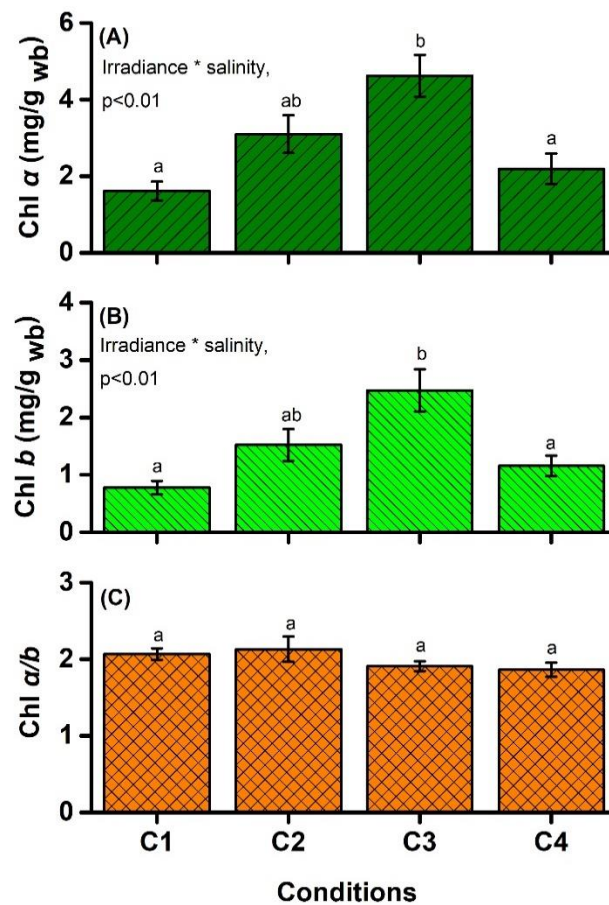 (A)
Irradiance * salinity,
p<0.01
Chl α (mg/g wb)
6
4
2
0
a
ab
b
a
(B)
Irradiance * salinity,
p<0.01
Chl b (mg/g wb)
4
3
2
1
0
a
ab
b
a
(C)
Chl α/b
3
2
1
0
a
a
a
a
C1 C2 C3 C4
Conditions